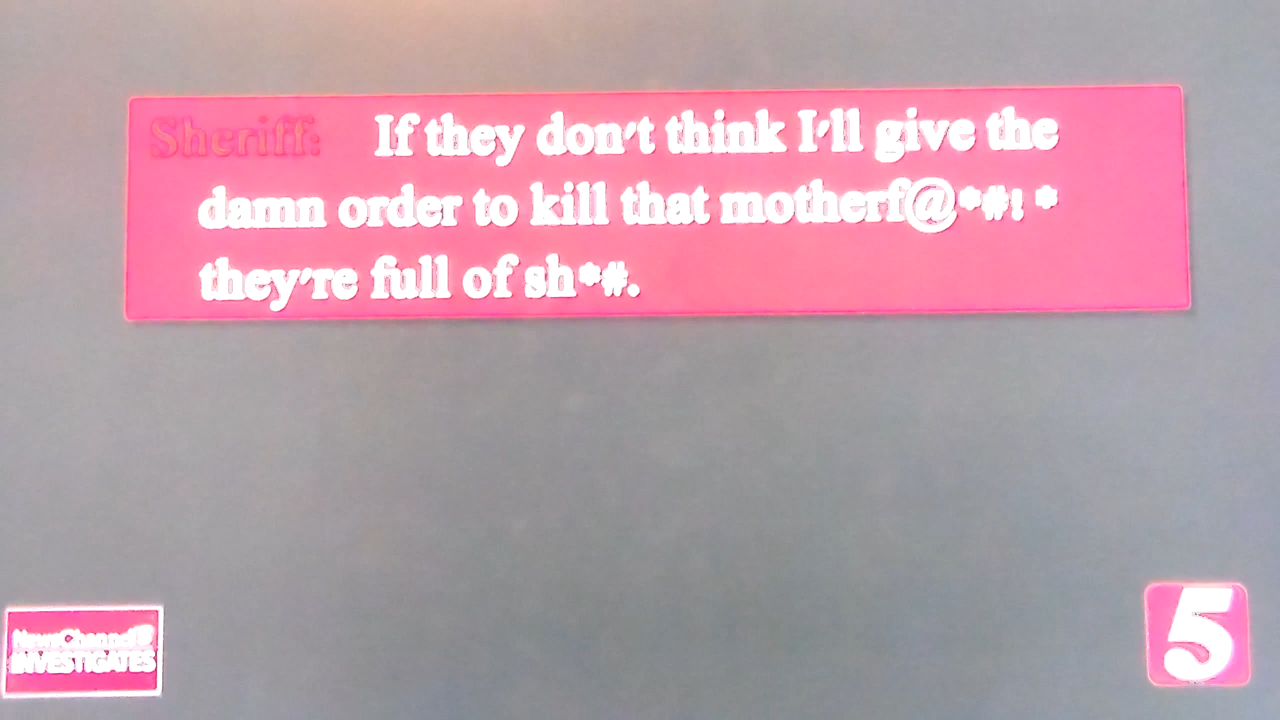 Sheriff: If they don't think I'll give the
damn order to kill that motherf@*#! *
they're full of sh*#.
NewsChannel5
INVESTIGATES
5